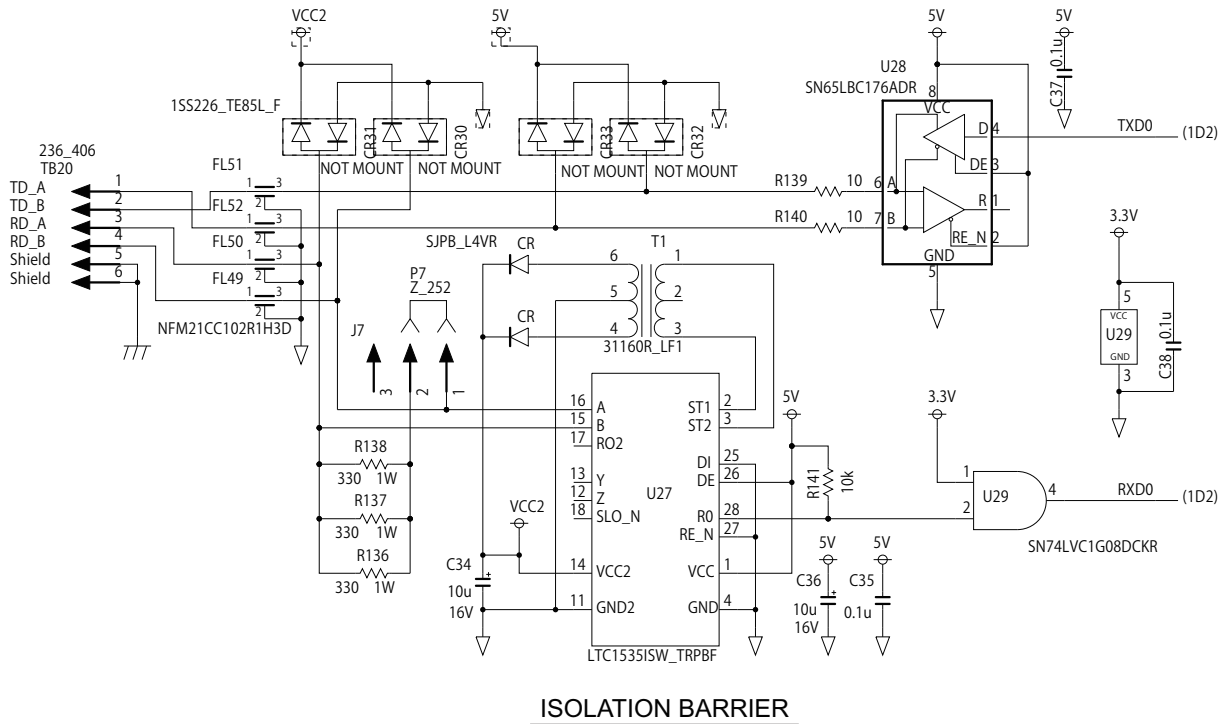 VCC2
5V
5V
5V
C37
0.1u
U28
SN65LBC176ADR
8
VCC
D
4
TXD0
(1D2)
DE
3
6
A
7
B
R
1
RE_N
2
GND
5
1SS226_TE85L_F
CR31
NOT MOUNT
CR30
NOT MOUNT
CR33
NOT MOUNT
CR32
NOT MOUNT
236_406
TB20
TD_A
1
TD_B
2
RD_A
3
RD_B
4
Shield
5
Shield
6
FL51
1
3
2
FL52
1
3
2
FL50
1
3
2
FL49
1
3
2
NFM21CC102R1H3D
R139
10
R140
10
SJPB_L4VR
CR
CR
T1
6
1
5
2
4
3
31160R_LF1
P7
Z_252
J7
3
2
1
3.3V
5
VCC
U29
GND
3
C38
0.1u
16
A
15
B
17
RO2
13
Y
12
Z
18
SLO_N
14
VCC2
11
GND2
U27
ST1
2
ST2
3
DI
25
DE
26
R0
28
RE_N
27
VCC
1
GND
4
LTC1535ISW_TRPBF
R138
330
1W
R137
330
1W
R136
330
1W
VCC2
C34
10u
16V
5V
R141
10k
3.3V
1
2
U29
4
RXD0
(1D2)
SN74LVC1G08DCKR
5V
C36
10u
16V
5V
C35
0.1u
ISOLATION BARRIER